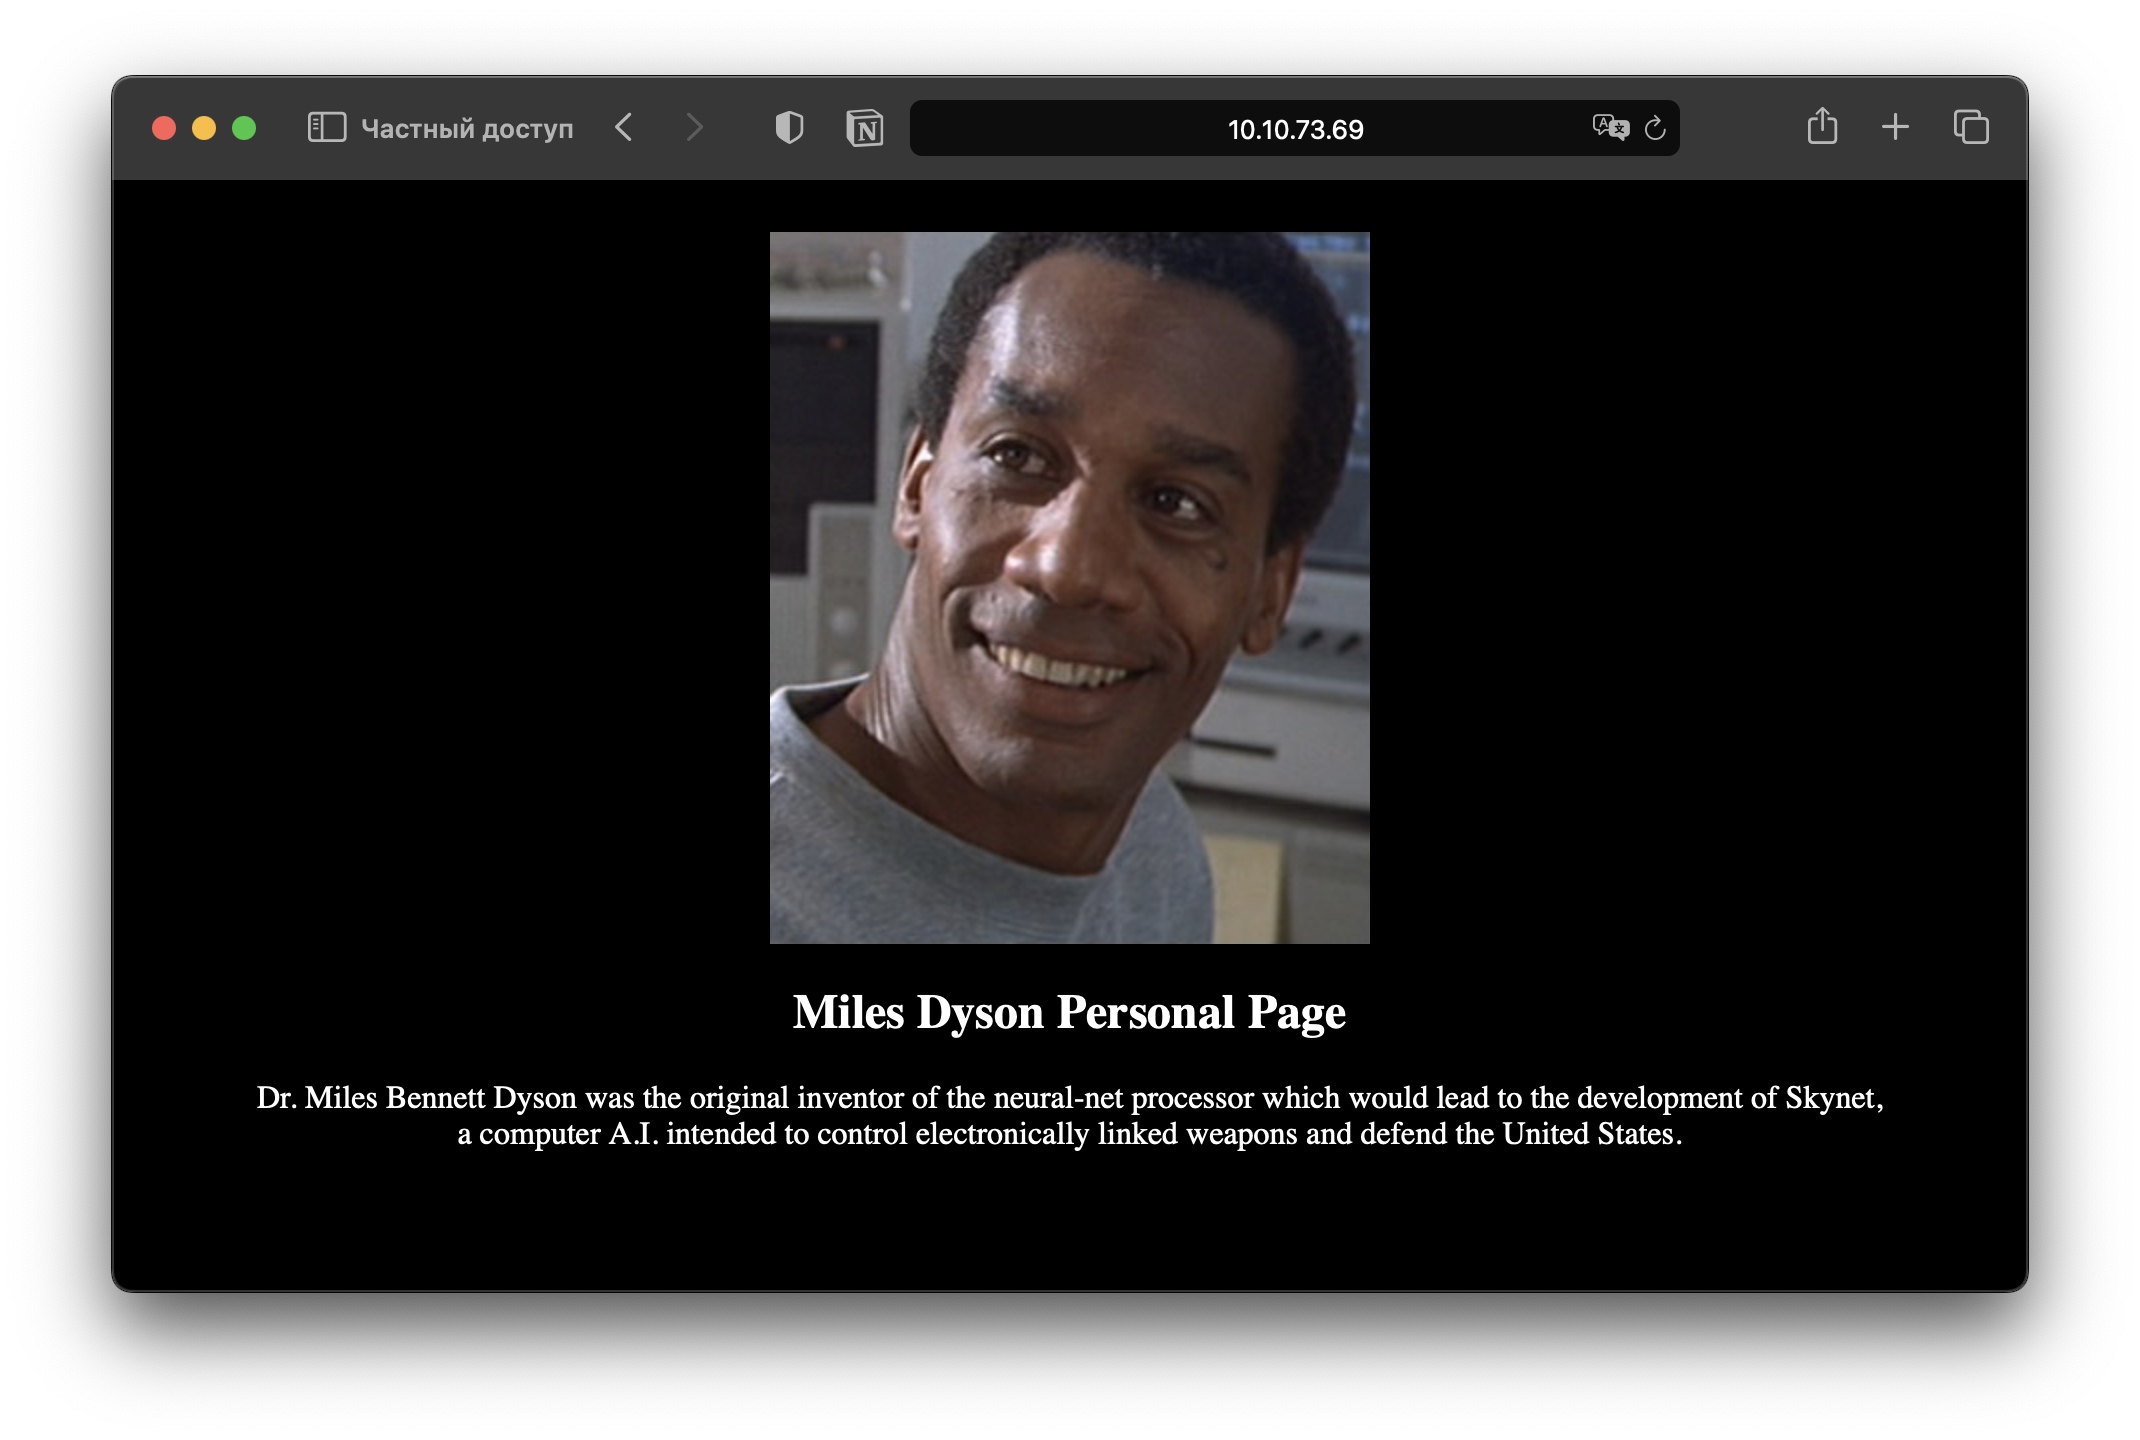 Частный доступ
10.10.73.69
Miles Dyson Personal Page
Dr. Miles Bennett Dyson was the original inventor of the neural-net processor which would lead to the development of Skynet,
a computer A.I. intended to control electronically linked weapons and defend the United States.